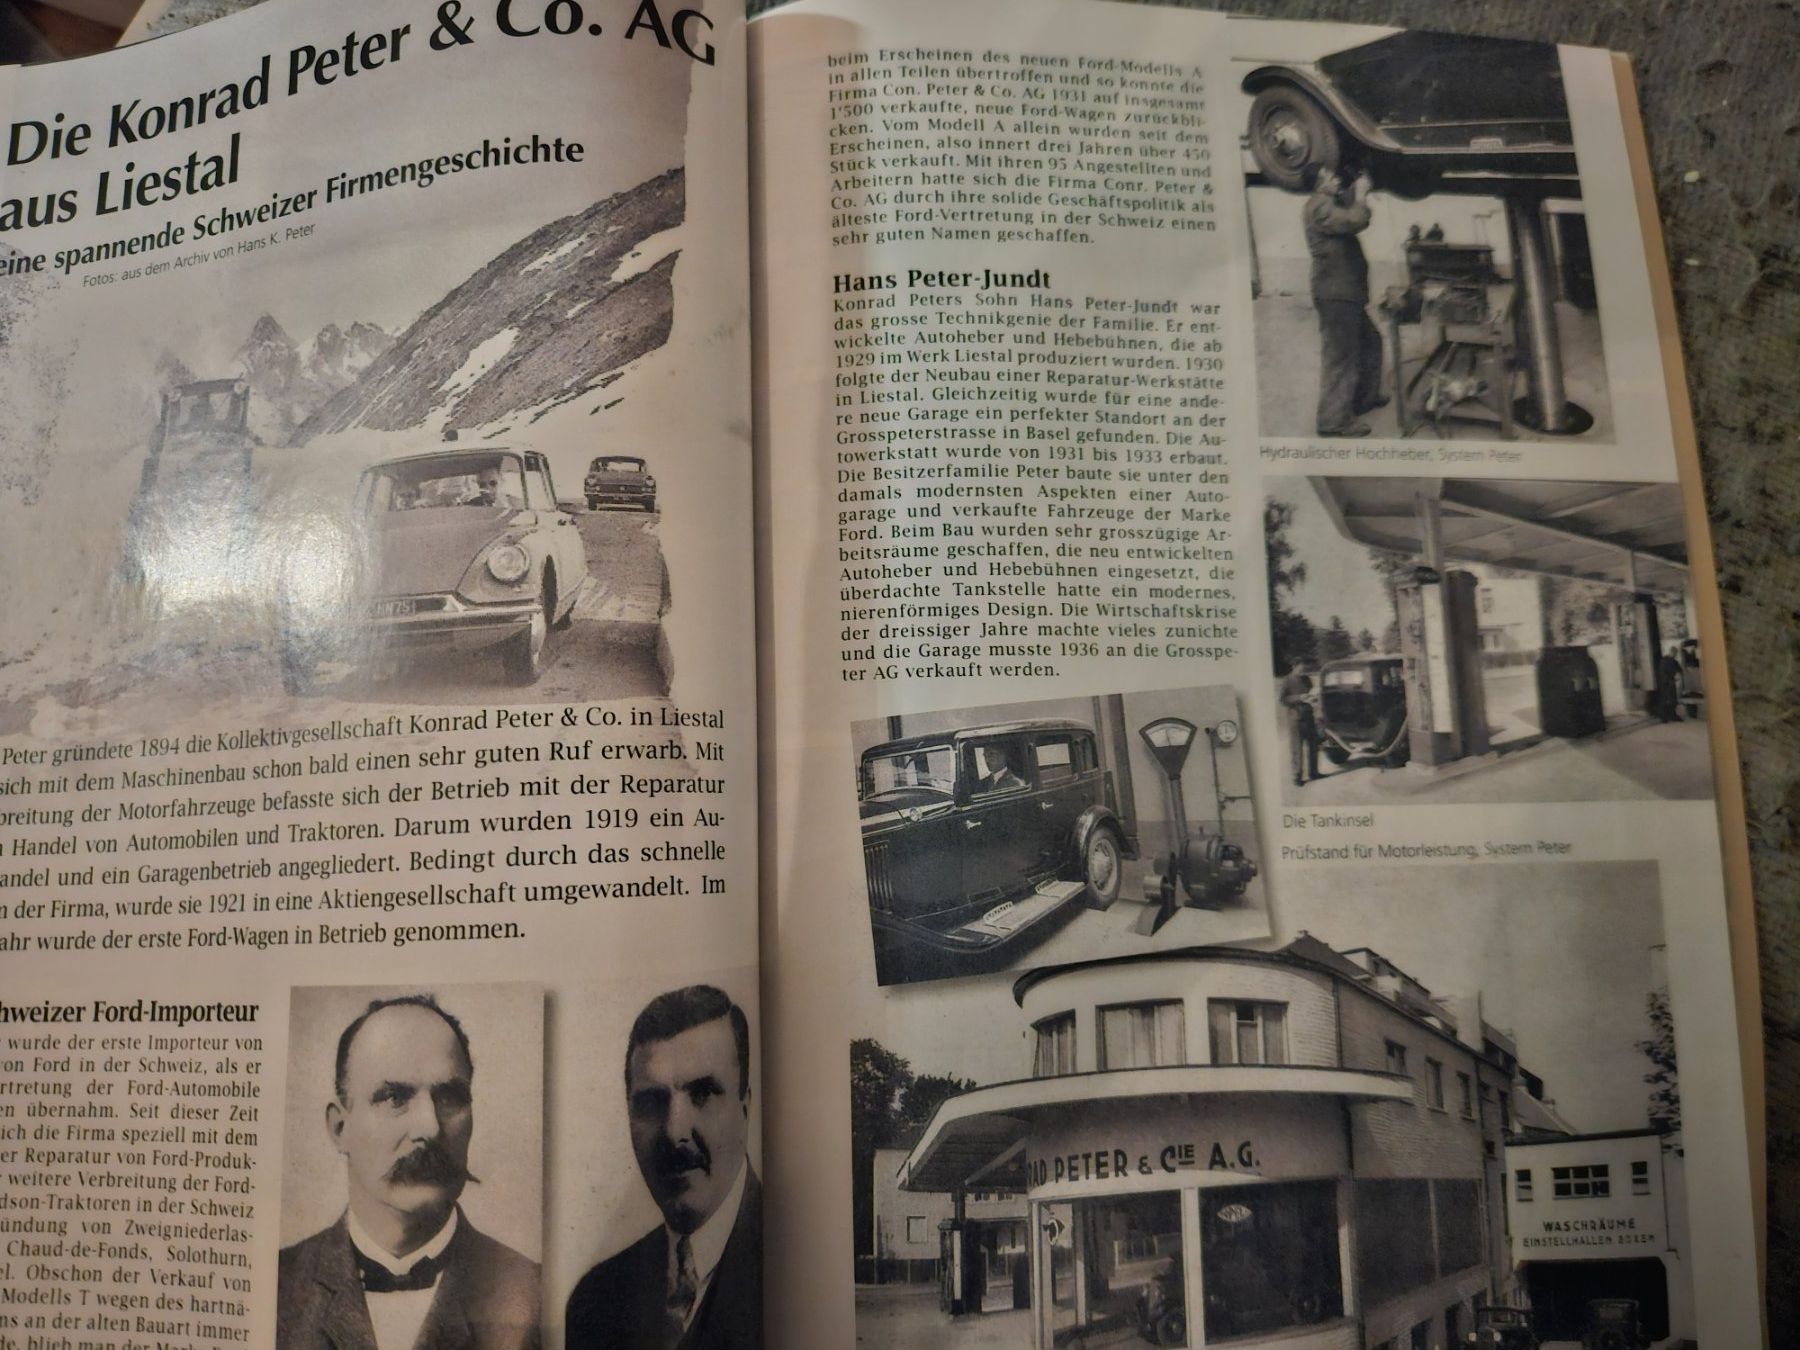 Die Konrad Peter & Co. AG
aus Liestal
eine spannende Schweizer Firmengeschichte
Fotos: aus dem Archiv von Hans K. Peter
HN 75
Peter gründete 1894 die Kollektivgesellschaft Konrad Peter & Co. in Liestal
sich mit dem Maschinenbau schon bald einen sehr guten Ruf erwarb. Mit
breitung der Motorfahrzeuge befasste sich der Betrieb mit der Reparatur
Handel von Automobilen und Traktoren. Darum wurden 1919 ein Au-
andel und ein Garagenbetrieb angegliedert. Bedingt durch das schnelle
der Firma, wurde sie 1921 in eine Aktiengesellschaft umgewandelt. Im
ahr wurde der erste Ford-Wagen in Betrieb genommen.
hweizer Ford-Importeur
wurde der erste Importeur von
von Ford in der Schweiz, als er
rtretung der Ford-Automobile
en übernahm. Seit dieser Zeit
ich die Firma speziell mit dem
er Reparatur von Ford-Produk-
weitere Verbreitung der Ford-
dson-Traktoren in der Schweiz
ündung von Zweigniederlas-
Chaud-de-Fonds, Solothurn,
el. Obschon der Verkauf von
Modells T wegen des hartnä-
ns an der alten Bauart immer
de, blieb man der
beim Erscheinen des neuen Ford-Modells A
in allen Teilen übertroffen und so konnte die
Firma Con. Peter & Co. AG 1931 auf insgesamt
1'500 verkaufte, neue Ford-Wagen zurückbli-
cken. Vom Modell A allein wurden seit dem
Erscheinen, also innert drei Jahren über 450
Stück verkauft. Mit ihren 95 Angestellten und
Arbeitern hatte sich die Firma Conr. Peter &
Co. AG durch ihre solide Geschäftspolitik als
älteste Ford-Vertretung in der Schweiz einen
sehr guten Namen geschaffen.
Hans Peter-Jundt
Konrad Peters Sohn Hans Peter-Jundt war
das grosse Technikgenie der Familie. Er ent-
wickelte Autoheber und Hebebühnen, die ab
1929 im Werk Liestal produziert wurden. 1930
folgte der Neubau einer Reparatur-Werkstätte
in Liestal. Gleichzeitig wurde für eine ande-
re neue Garage ein perfekter Standort an der
Grosspeterstrasse in Basel gefunden. Die Au-
towerkstatt wurde von 1931 bis 1933 erbaut.
Die Besitzerfamilie Peter baute sie unter den
damals modernsten Aspekten einer Auto-
garage und verkaufte Fahrzeuge der Marke
Ford. Beim Bau wurden sehr grosszügige Ar-
beitsräume geschaffen, die neu entwickelten
Autoheber und Hebebühnen eingesetzt, die
überdachte Tankstelle hatte ein modernes,
nierenförmiges Design. Die Wirtschaftskrise
der dreissiger Jahre machte vieles zunichte
und die Garage musste 1936 an die Grosspe-
ter AG verkauft werden.
Hydraulischer Hochheber, System Peter
Die Tankinsel
Prüfstand für Motorleistung, System Peter
RAD PETER & CIE A.G.
WASCHRÄUME
EINSTELLHALLEN BOXEN